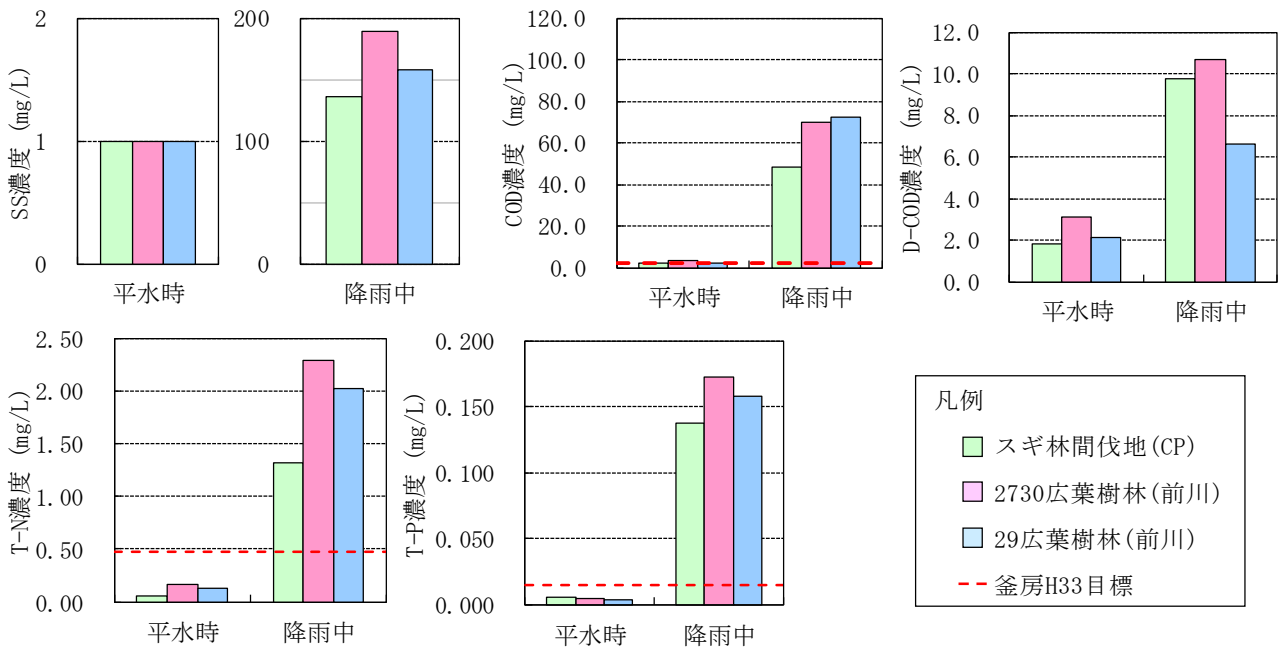 SS濃度 (mg/L)
2
1
0
平水時
200
100
0
降雨中
COD濃度 (mg/L)
120.0
100.0
80.0
60.0
40.0
20.0
0.0
平水時
降雨中
D-COD濃度 (mg/L)
12.0
10.0
8.0
6.0
4.0
2.0
0.0
平水時
降雨中
T-N濃度 (mg/L)
2.50
2.00
1.50
1.00
0.50
0.00
平水時
降雨中
T-P濃度 (mg/L)
0.200
0.150
0.100
0.050
0.000
平水時
降雨中
凡例
スギ林間伐地(CP)
2730広葉樹林(前川)
29広葉樹林(前川)
釜房H33目標